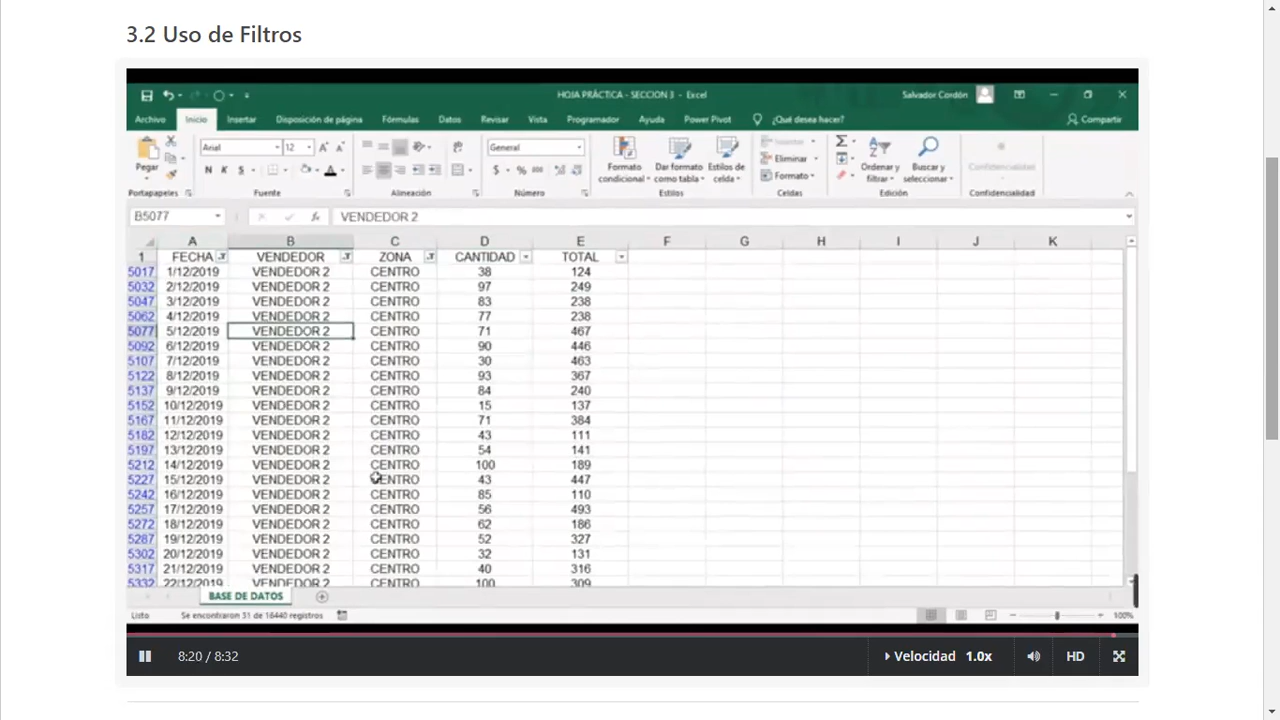 3.2 Uso de Filtros
HOJA PRÁCTICA - SECCION 3 - Excel
Salvador Cordón
Archivo Inicio Insertar Disposición de página Fórmulas Datos Revisar Vista Programador Ayuda Power Pivot ¿Qué desea hacer? Compartir
Pegar
Arial 12
N K S
General
$ % 000
Formato condicional
Dar formato como tabla
Estilos de celda
Insertar
Eliminar
Formato
Ordenar y filtrar
Buscar y seleccionar
Confidencialidad
Portapapeles Fuente Alineación Número Estilos Celdas Edición Confidencialidad
B5077 fx VENDEDOR 2
A B C D E F G H I J K
1 FECHA VENDEDOR ZONA CANTIDAD TOTAL
5017 1/12/2019 VENDEDOR 2 CENTRO 38 124
5032 2/12/2019 VENDEDOR 2 CENTRO 97 249
5047 3/12/2019 VENDEDOR 2 CENTRO 83 238
5062 4/12/2019 VENDEDOR 2 CENTRO 77 238
5077 5/12/2019 VENDEDOR 2 CENTRO 71 467
5092 6/12/2019 VENDEDOR 2 CENTRO 90 446
5107 7/12/2019 VENDEDOR 2 CENTRO 30 463
5122 8/12/2019 VENDEDOR 2 CENTRO 93 367
5137 9/12/2019 VENDEDOR 2 CENTRO 84 240
5152 10/12/2019 VENDEDOR 2 CENTRO 15 137
5167 11/12/2019 VENDEDOR 2 CENTRO 71 384
5182 12/12/2019 VENDEDOR 2 CENTRO 43 111
5197 13/12/2019 VENDEDOR 2 CENTRO 54 141
5212 14/12/2019 VENDEDOR 2 CENTRO 100 189
5227 15/12/2019 VENDEDOR 2 CENTRO 43 447
5242 16/12/2019 VENDEDOR 2 CENTRO 85 110
5257 17/12/2019 VENDEDOR 2 CENTRO 56 493
5272 18/12/2019 VENDEDOR 2 CENTRO 62 186
5287 19/12/2019 VENDEDOR 2 CENTRO 52 327
5302 20/12/2019 VENDEDOR 2 CENTRO 32 131
5317 21/12/2019 VENDEDOR 2 CENTRO 40 316
5332 22/12/2019 VENDEDOR 2 CENTRO 100 309
BASE DE DATOS
Listo Se encontraron 31 de 16440 registros 100%
8:20 / 8:32 Velocidad 1.0x HD